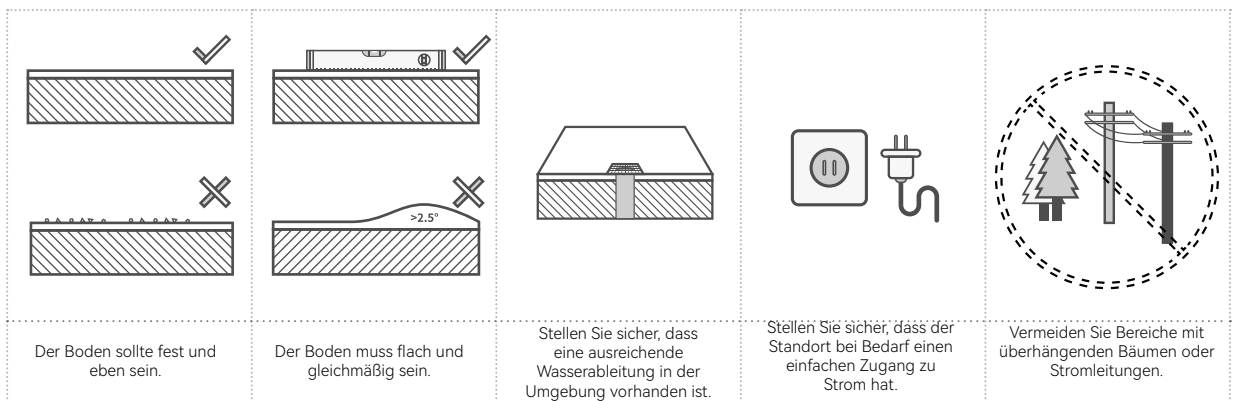 >2.5°
Der Boden sollte fest und
eben sein.
Der Boden muss flach und
gleichmäßig sein.
Stellen Sie sicher, dass
eine ausreichende
Wasserableitung in der
Umgebung vorhanden ist.
Stellen Sie sicher, dass der
Standort bei Bedarf einen
einfachen Zugang zu
Strom hat.
Vermeiden Sie Bereiche mit
überhängenden Bäumen oder
Stromleitungen.